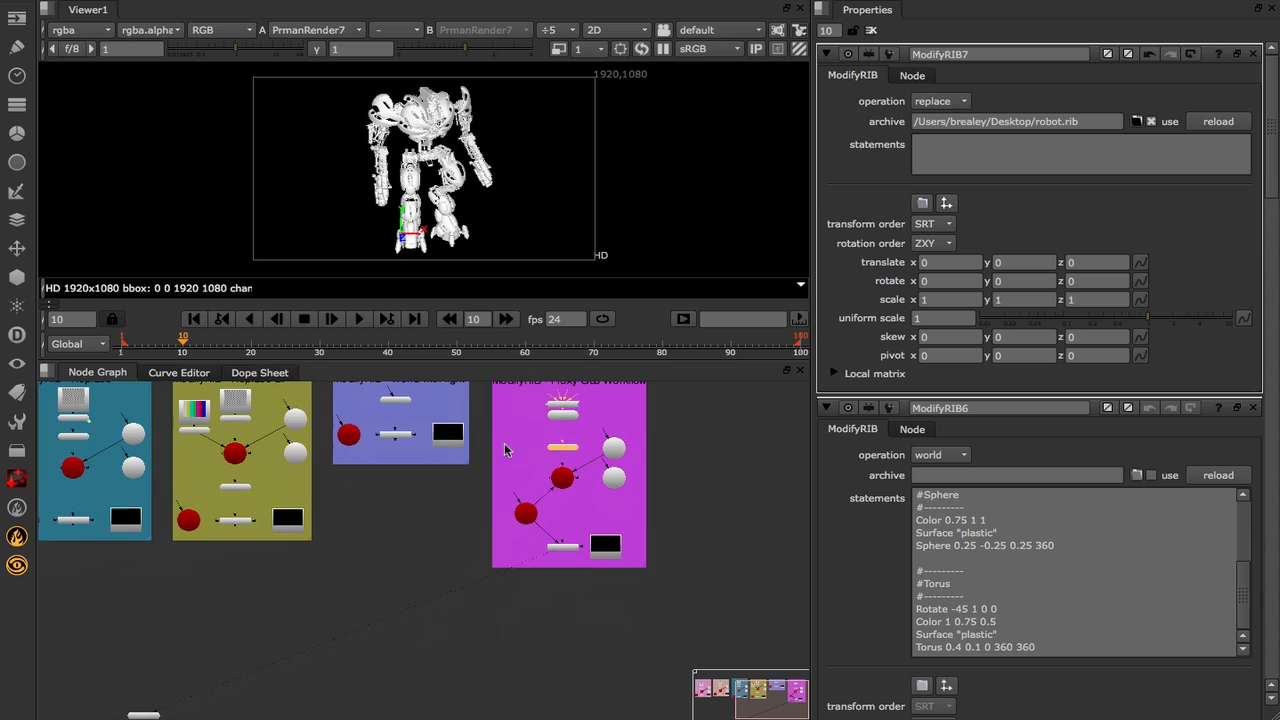 Viewer1
rgba rgba.alpha RGB A PrmanRender7 - B PrmanRender7 ÷5 2D default
f/8 1 γ 1 1 sRGB IP
1920,1080
HD
HD 1920x1080 bbox: 0 0 1920 1080 chan
10 10 fps 24
Global 1 10 20 30 40 50 60 70 80 90 100
Node Graph Curve Editor Dope Sheet
Properties
10
ModifyRIB7
ModifyRIB Node
operation replace
archive /Users/brealey/Desktop/robot.rib use reload
statements
transform order SRT
rotation order ZXY
translate x 0 y 0 z 0
rotate x 0 y 0 z 0
scale x 1 y 1 z 1
uniform scale 1
skew x 0 y 0 z 0
pivot x 0 y 0 z 0
Local matrix
ModifyRIB6
ModifyRIB Node
operation world
archive use reload
statements #Sphere
#---------
Color 0.75 1 1
Surface "plastic"
Sphere 0.25 -0.25 0.25 360
#---------
#Torus
#---------
Rotate -45 1 0 0
Color 1 0.75 0.5
Surface "plastic"
Torus 0.4 0.1 0 360 360
transform order SRT